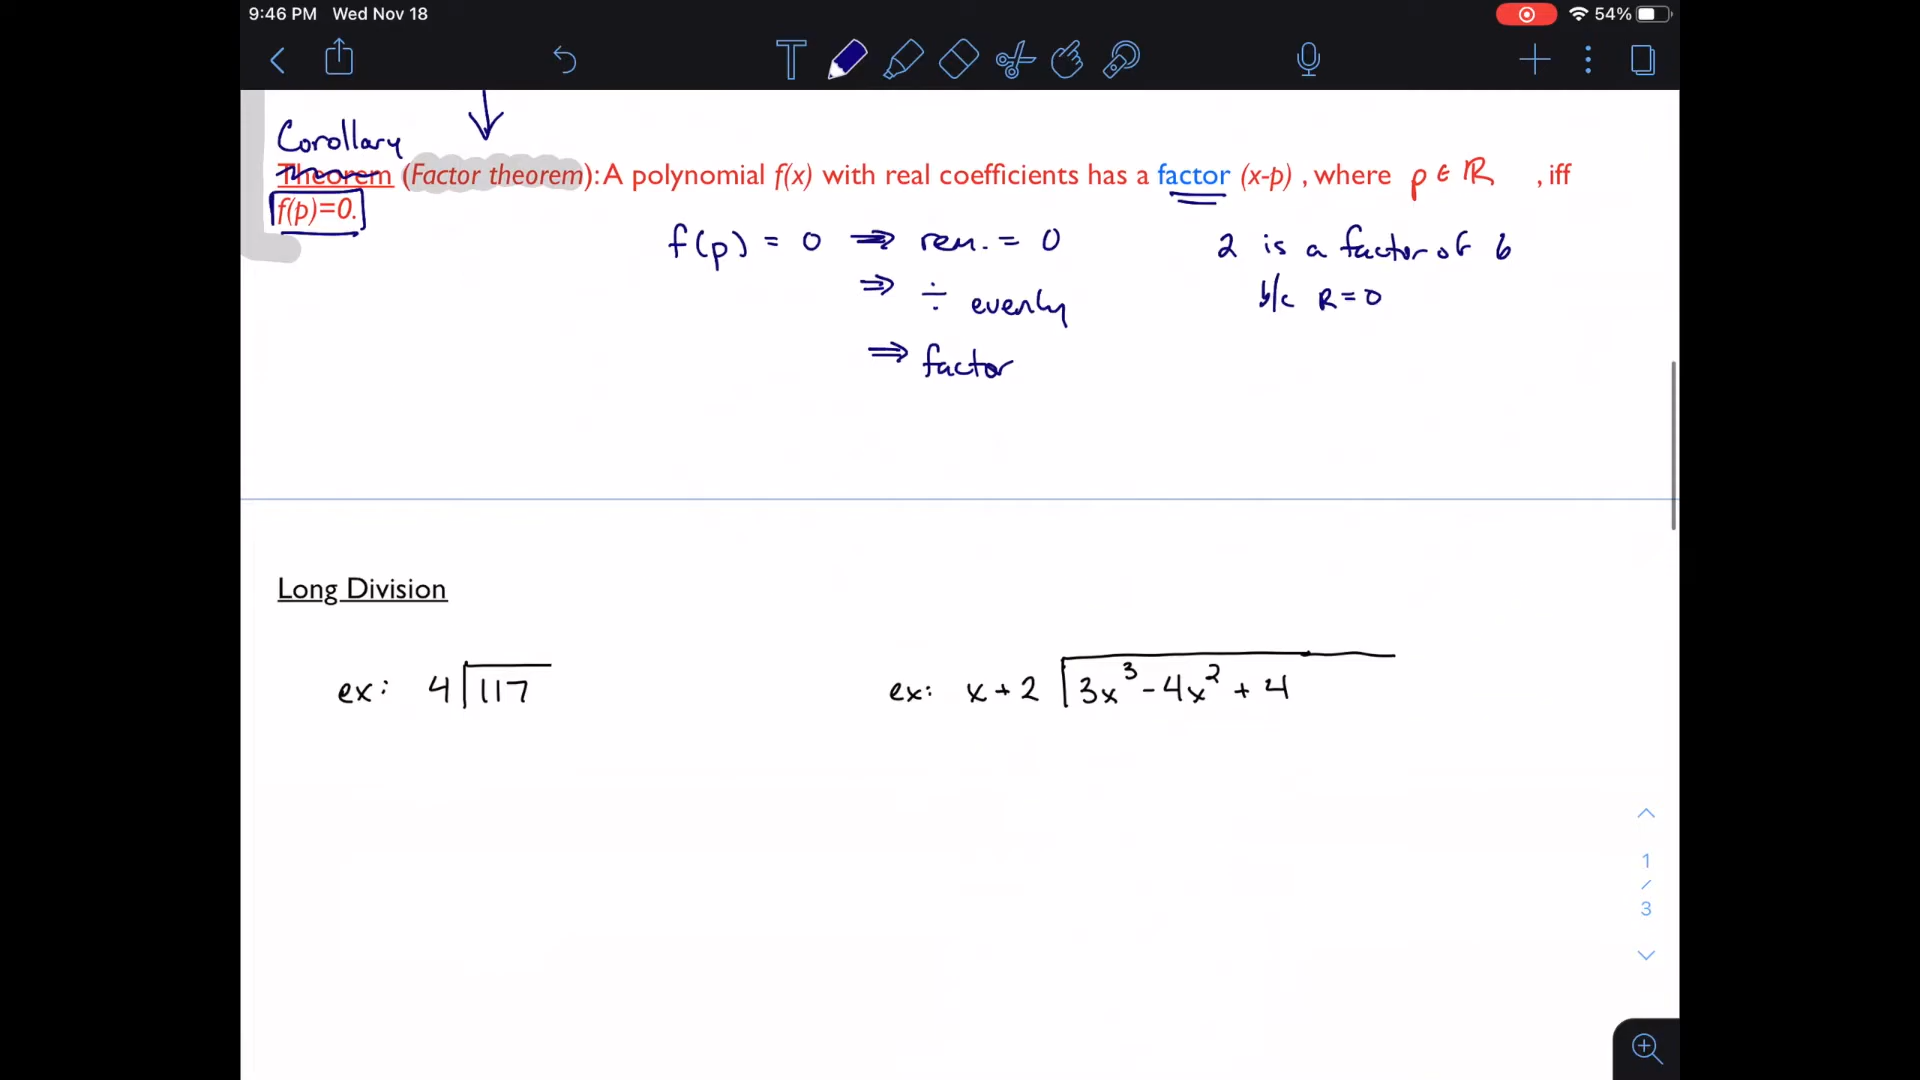 9:46 PM Wed Nov 18 54%
Corollary
Theorem (Factor theorem): A polynomial f(x) with real coefficients has a factor (x-p), where p ∈ ℝ , iff
f(p)=0.
f(p) = 0 ⇒ rem. = 0
⇒ ÷ evenly
⇒ factor
2 is a factor of 6
b/c R=0
Long Division
ex: 4⟌117
ex: x+2⟌3x³-4x²+4
1
/
3